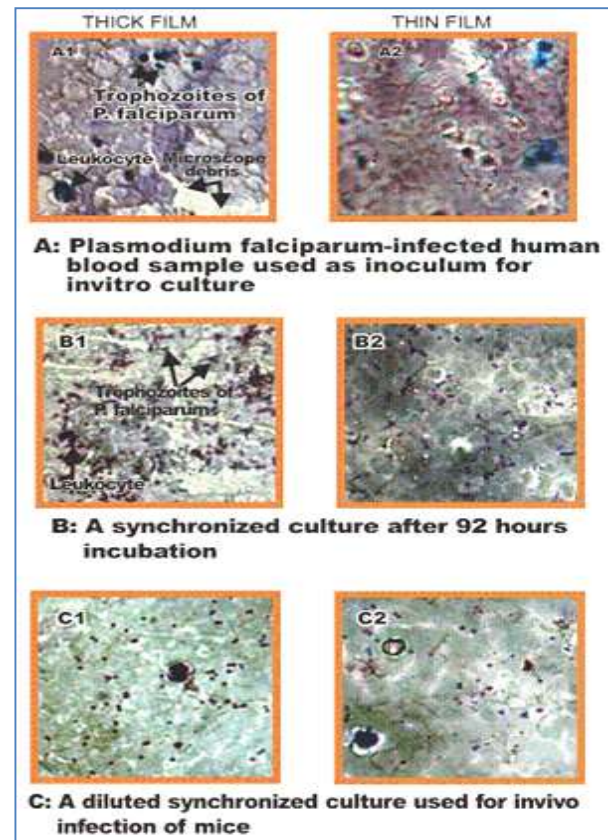 THICK FILM
THIN FILM
A1
Trophozoites of
P. falciparum
Leukocyte
Microscope
debris
A2
A: Plasmodium falciparum-infected human
blood sample used as inoculum for
invitro culture
B1
Trophozoites of
P. falciparum
Leukocyte
B2
B: A synchronized culture after 92 hours
incubation
C1
C2
C: A diluted synchronized culture used for invivo
infection of mice